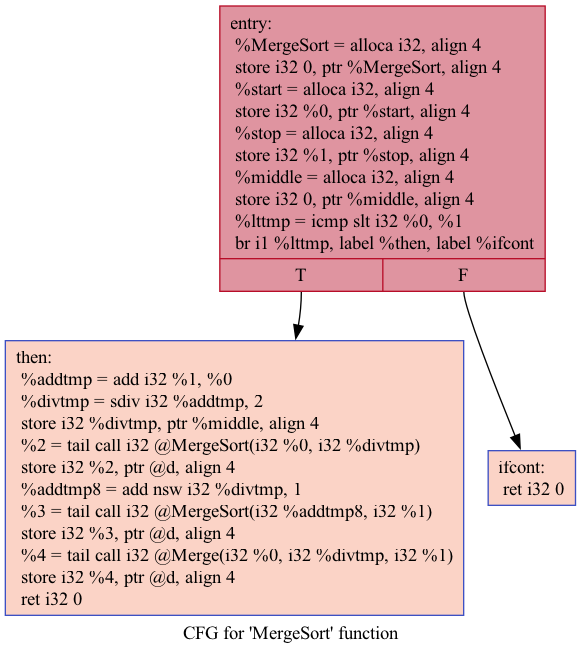 entry:
%MergeSort = alloca i32, align 4
store i32 0, ptr %MergeSort, align 4
%start = alloca i32, align 4
store i32 %0, ptr %start, align 4
%stop = alloca i32, align 4
store i32 %1, ptr %stop, align 4
%middle = alloca i32, align 4
store i32 0, ptr %middle, align 4
%lttmp = icmp slt i32 %0, %1
br i1 %lttmp, label %then, label %ifcont
T
F
then:
%addtmp = add i32 %1, %0
%divtmp = sdiv i32 %addtmp, 2
store i32 %divtmp, ptr %middle, align 4
%2 = tail call i32 @MergeSort(i32 %0, i32 %divtmp)
store i32 %2, ptr @d, align 4
%addtmp8 = add nsw i32 %divtmp, 1
%3 = tail call i32 @MergeSort(i32 %addtmp8, i32 %1)
store i32 %3, ptr @d, align 4
%4 = tail call i32 @Merge(i32 %0, i32 %divtmp, i32 %1)
store i32 %4, ptr @d, align 4
ret i32 0
ifcont:
ret i32 0
CFG for 'MergeSort' function